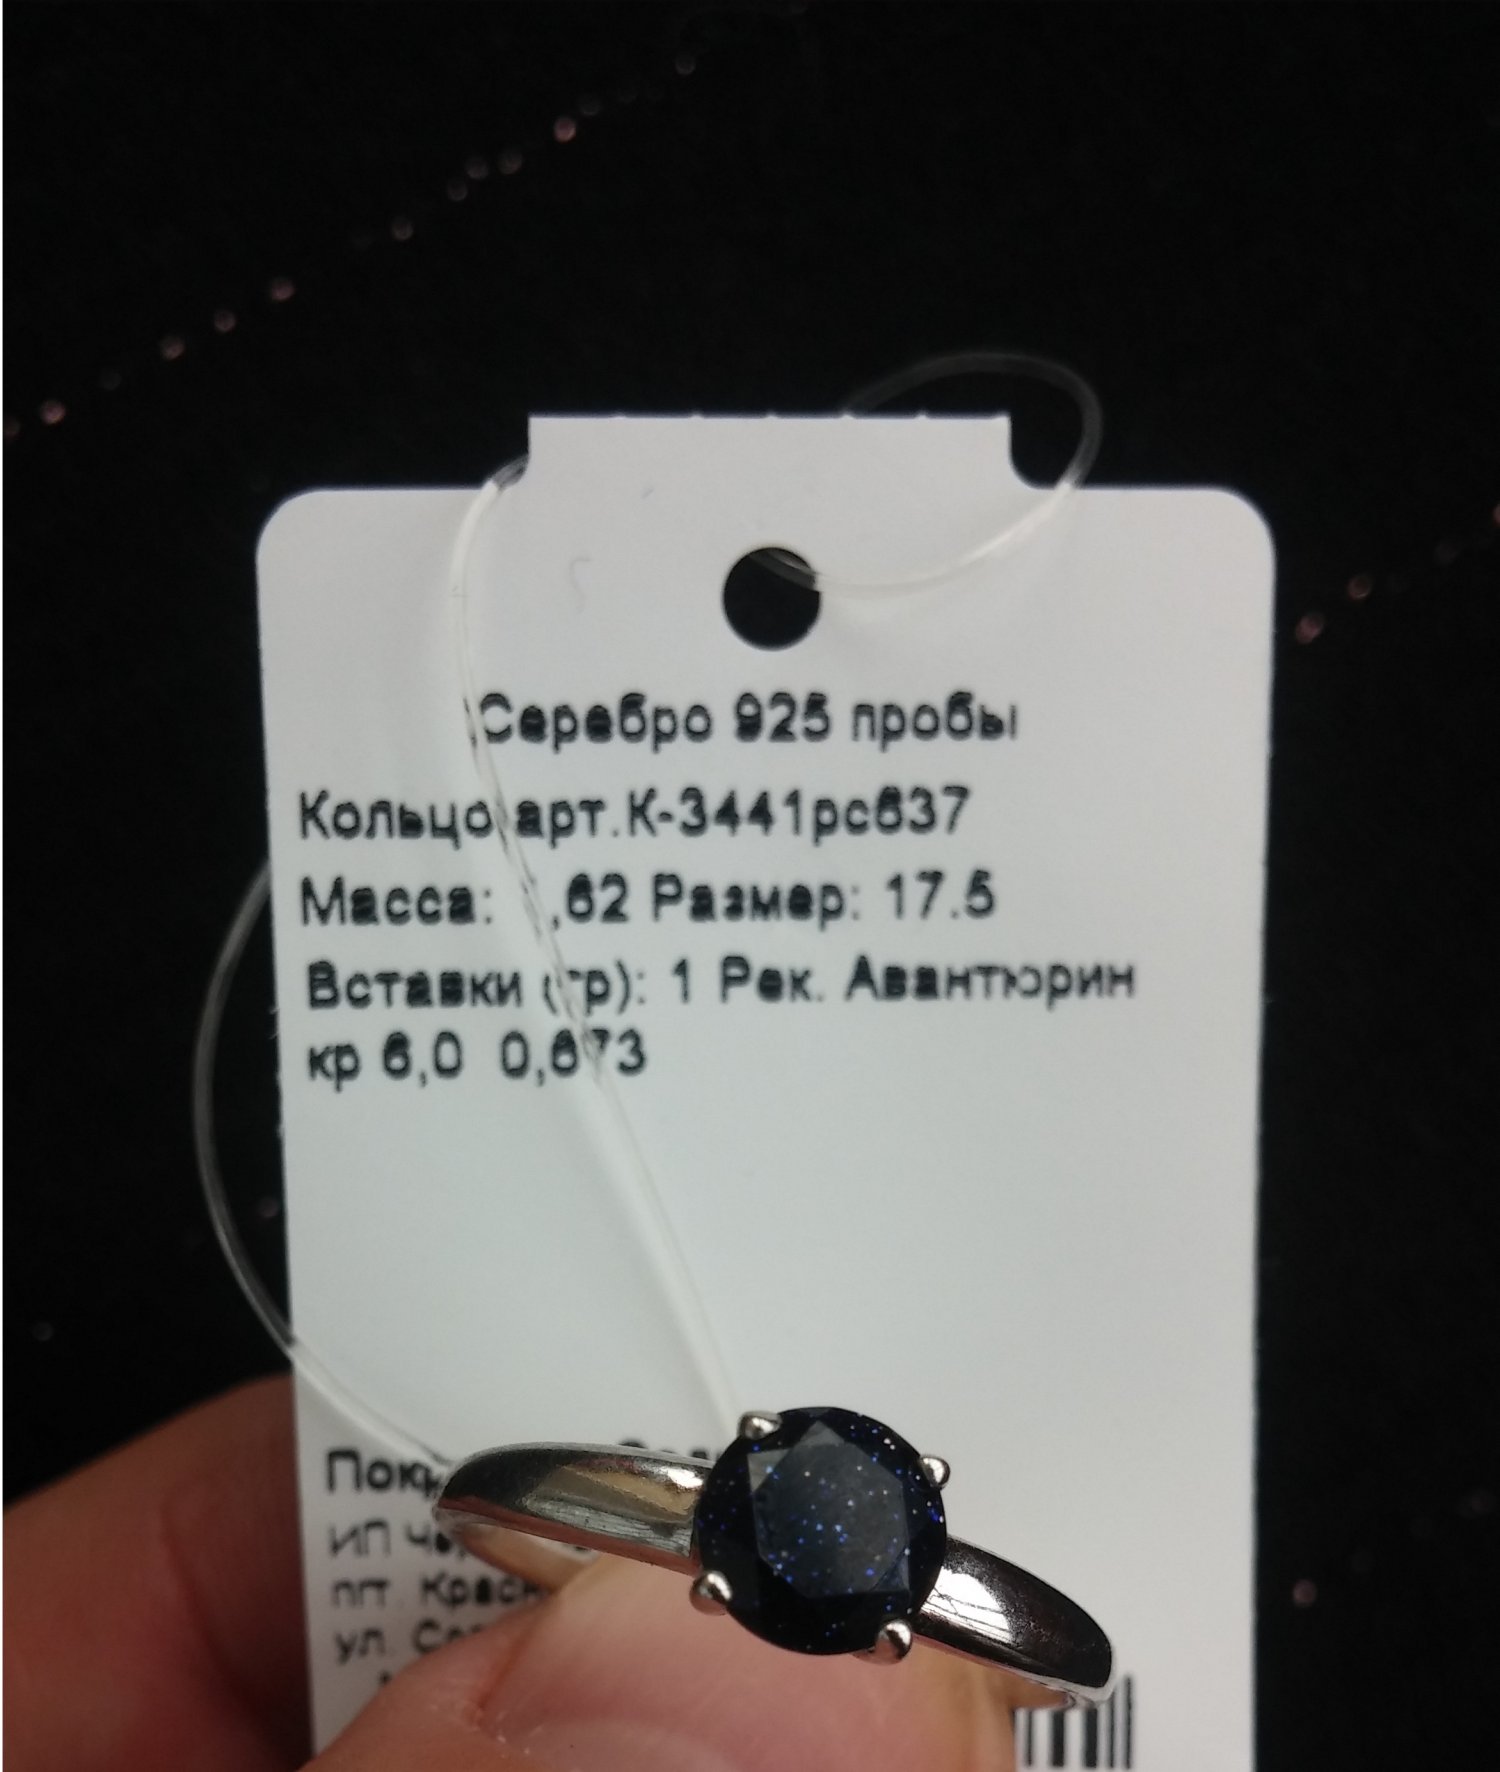 Серебро 925 пробы
Кольцо арт.К-3441рс637
Масса: ,62 Размер: 17.5
Вставки (гр): 1 Рек. Авантюрин
кр 6,0 0,673
ИП
пгт.
ул.